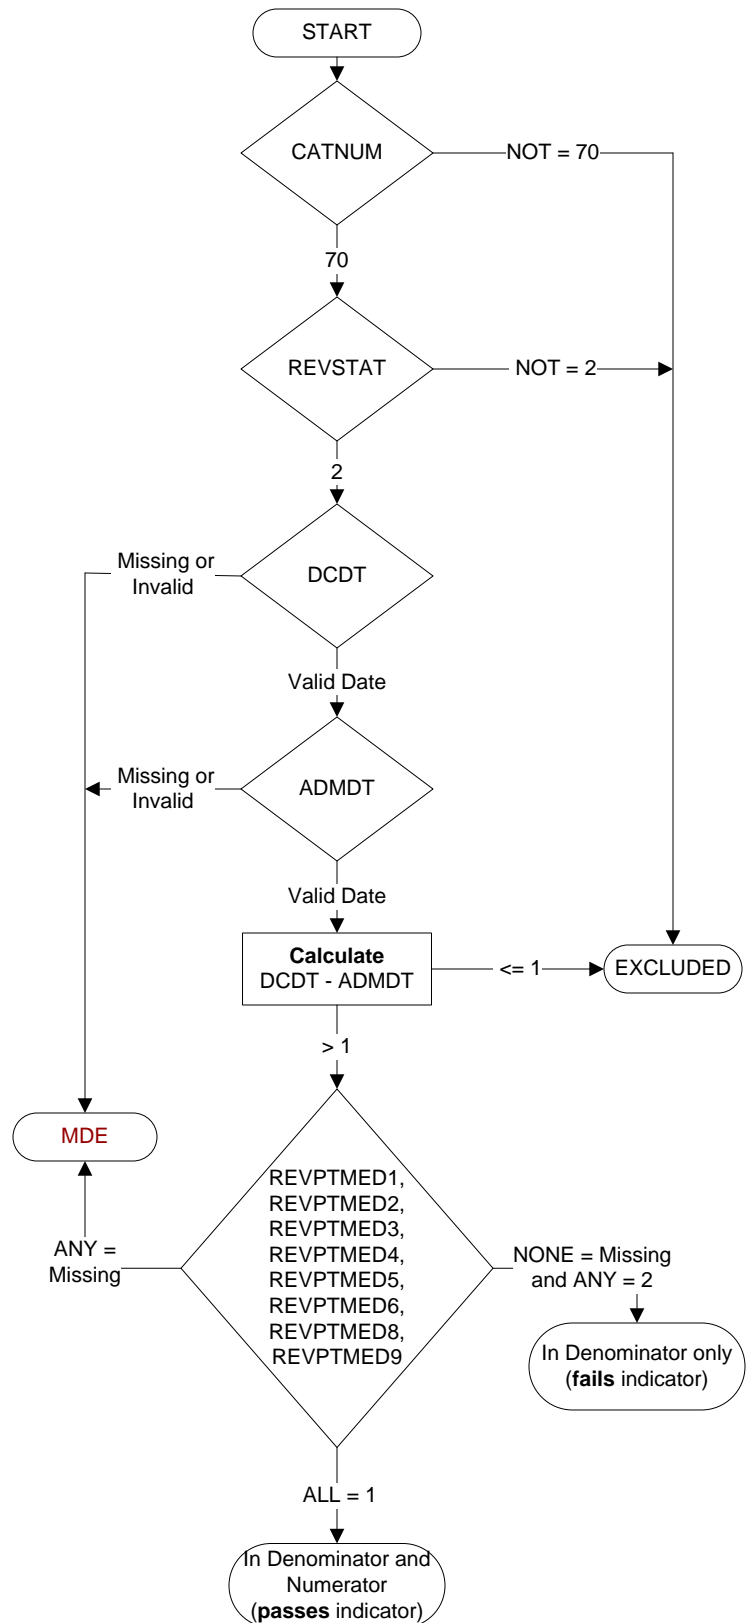 START
CATNUM
NOT = 70
70
REVSTAT
NOT = 2
2
Missing or
Invalid
DCDT
Valid Date
Missing or
Invalid
ADMDT
Valid Date
Calculate
DCDT - ADMDT
<= 1
EXCLUDED
> 1
MDE
REVPTMED1,
REVPTMED2,
REVPTMED3,
REVPTMED4,
REVPTMED5,
REVPTMED6,
REVPTMED8,
REVPTMED9
ANY =
Missing
NONE = Missing
and ANY = 2
In Denominator only
(fails indicator)
ALL = 1
In Denominator and
Numerator
(passes indicator)